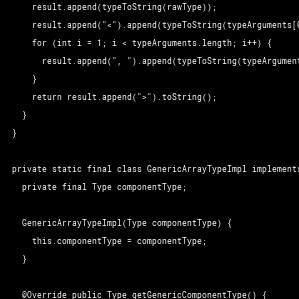 result.append(typeToString(rawType));
result.append("<").append(typeToString(typeArguments[
for (int i = 1; i < typeArguments.length; i++) {
result.append(", ").append(typeToString(typeArgument
}
return result.append(">").toString();
}
}
private static final class GenericArrayTypeImpl implements
private final Type componentType;
GenericArrayTypeImpl(Type componentType) {
this.componentType = componentType;
}
@Override public Type getGenericComponentType() {